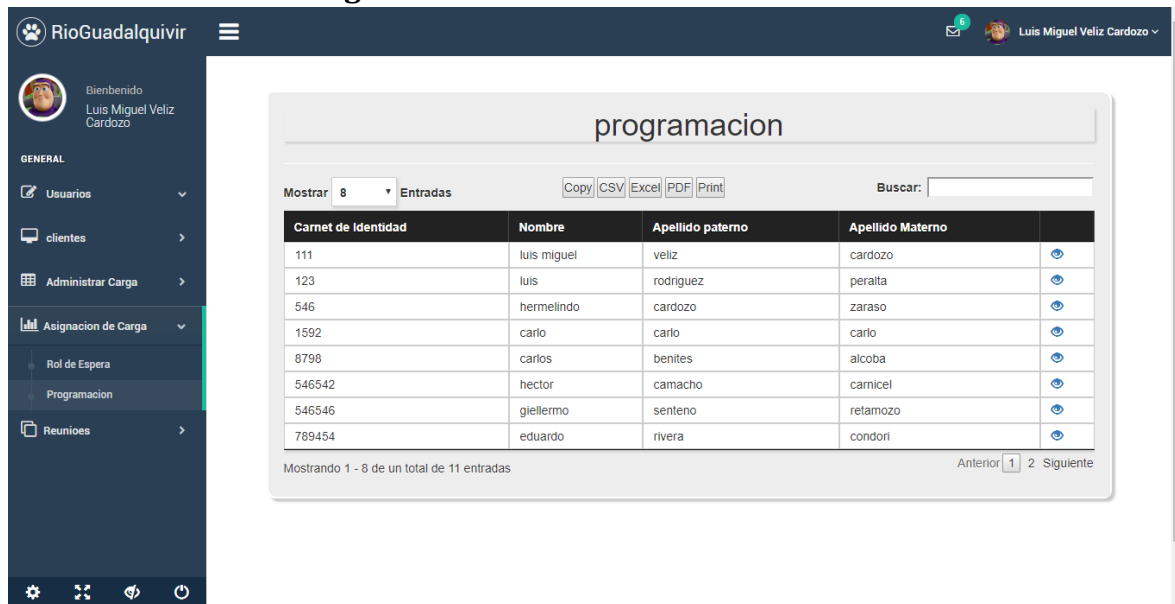 RioGuadalquivir
6
Luis Miguel Veliz Cardozo
Bienbenido
Luis Miguel Veliz
Cardozo
GENERAL
Usuarios
clientes
Administrar Carga
Asignacion de Carga
Rol de Espera
Programacion
Reunioes
programacion
Mostrar 8 Entradas
Copy CSV Excel PDF Print
Buscar:
Carnet de Identidad Nombre Apellido paterno Apellido Materno
111 luis miguel veliz cardozo
123 luis rodriguez peralta
546 hermelindo cardozo zaraso
1592 carlo carlo carlo
8798 carlos benites alcoba
546542 hector camacho carnicel
546546 giellermo senteno retamozo
789454 eduardo rivera condori
Mostrando 1 - 8 de un total de 11 entradas
Anterior 1 2 Siguiente